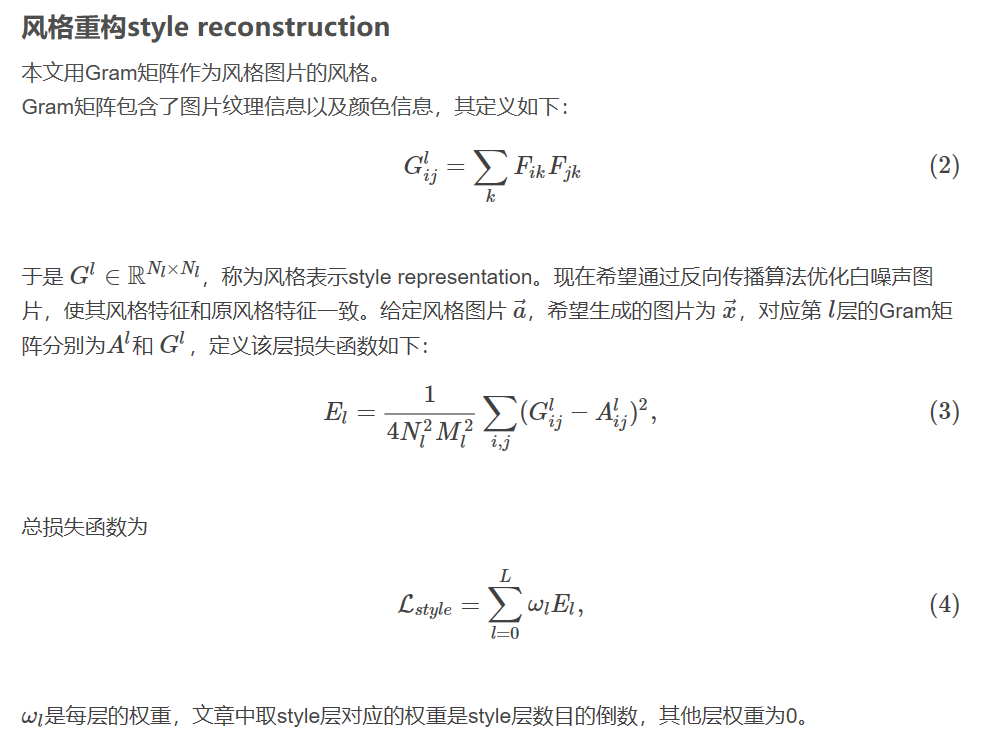 风格重构style reconstruction
本文用Gram矩阵作为风格图片的风格。
Gram矩阵包含了图片纹理信息以及颜色信息，其定义如下：
$G_{ij}^l = \sum_k F_{ik} F_{jk}$ (2)
于是 $G^l \in \mathbb{R}^{N_l \times N_l}$，称为风格表示style representation。现在希望通过反向传播算法优化白噪声图
片，使其风格特征和原风格特征一致。给定风格图片 $\vec{a}$，希望生成的图片为 $\vec{x}$，对应第 $l$层的Gram矩
阵分别为$A^l$和 $G^l$，定义该层损失函数如下：
$E_l = \frac{1}{4N_l^2 M_l^2} \sum_{i,j} (G_{ij}^l - A_{ij}^l)^2,$ (3)
总损失函数为
$\mathcal{L}_{style} = \sum_{l=0}^{L} \omega_l E_l,$ (4)
$\omega_l$是每层的权重，文章中取style层对应的权重是style层数目的倒数，其他层权重为0。